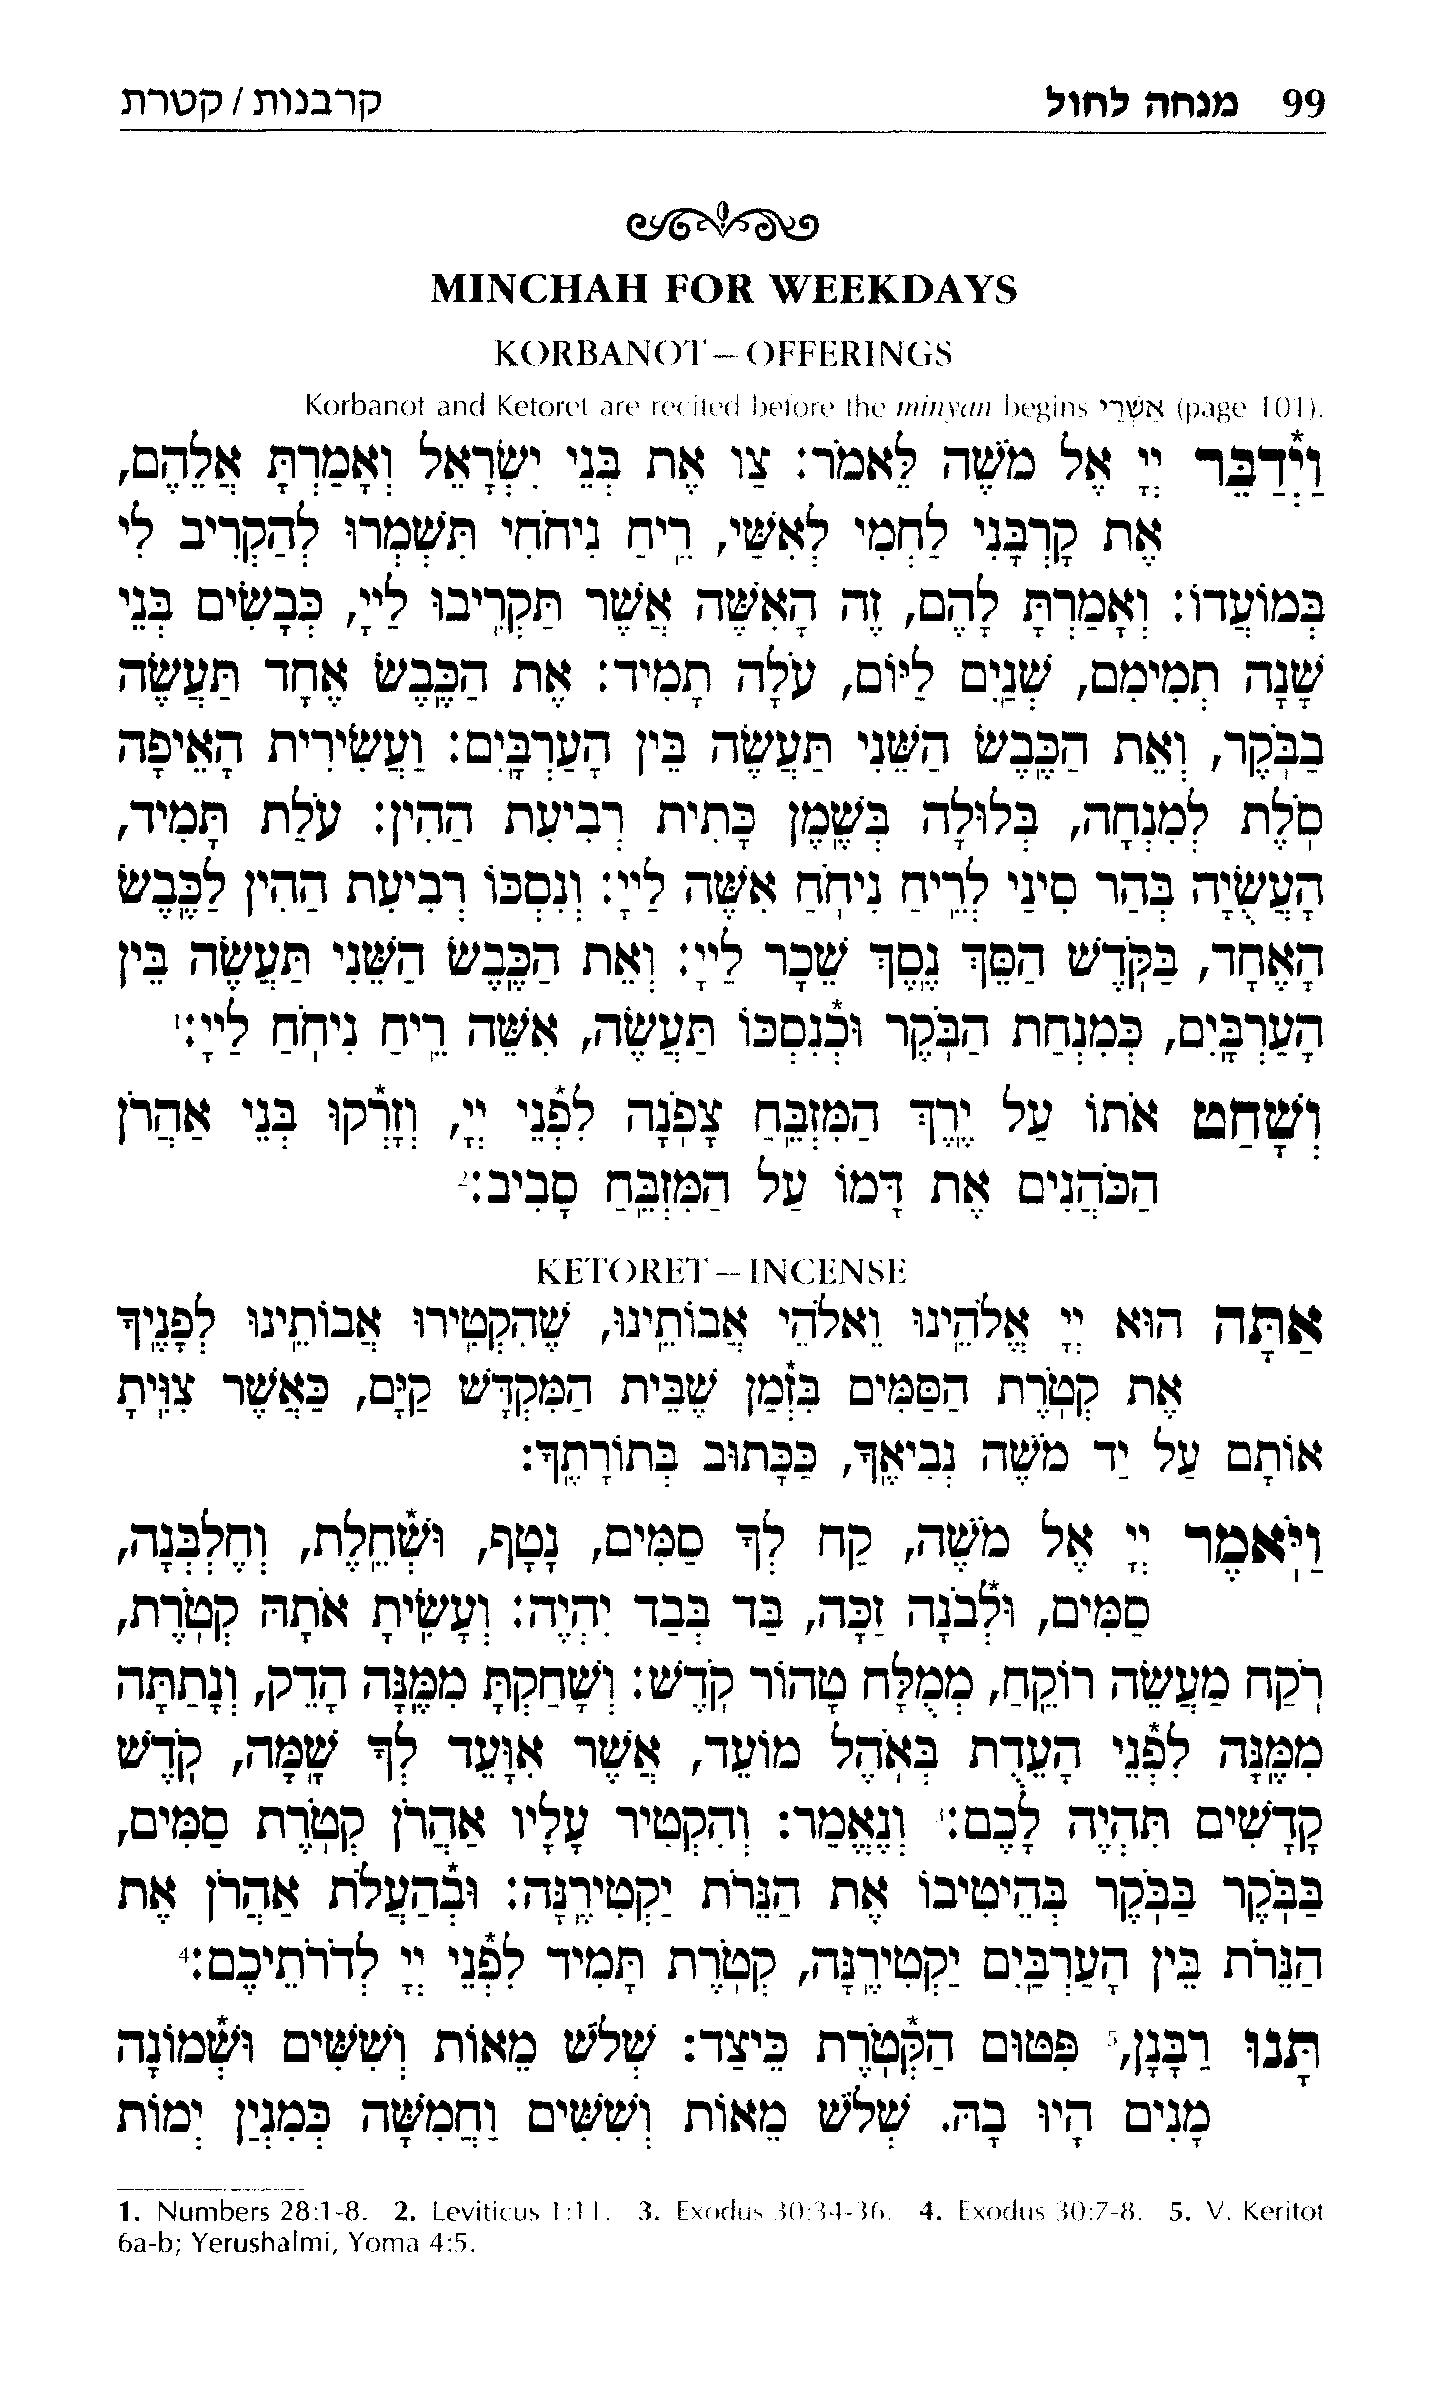 99 מנחה לחול קרבנות / קטרת
MINCHAH FOR WEEKDAYS
KORBANOT – OFFERINGS
Korbanot and Ketoret are recited before the minyan begins אַשְׁרֵי (page 101).
וַיְדַבֵּר יְיָ אֶל מֹשֶׁה לֵּאמֹר: צַו אֶת בְּנֵי יִשְׂרָאֵל וְאָמַרְתָּ אֲלֵהֶם,
אֶת קָרְבָּנִי לַחְמִי לְאִשַּׁי, רֵיחַ נִיחֹחִי תִּשְׁמְרוּ לְהַקְרִיב לִי
בְּמוֹעֲדוֹ: וְאָמַרְתָּ לָהֶם, זֶה הָאִשֶּׁה אֲשֶׁר תַּקְרִיבוּ לַיְיָ, כְּבָשִׂים בְּנֵי
שָׁנָה תְמִימִם, שְׁנַיִם לַיּוֹם, עֹלָה תָמִיד: אֶת הַכֶּבֶשׂ אֶחָד תַּעֲשֶׂה
בַבֹּקֶר, וְאֵת הַכֶּבֶשׂ הַשֵּׁנִי תַּעֲשֶׂה בֵּין הָעַרְבָּיִם: וַעֲשִׂירִית הָאֵיפָה
סֹלֶת לְמִנְחָה, בְּלוּלָה בְּשֶׁמֶן כָּתִית רְבִיעִת הַהִין: עֹלַת תָּמִיד,
הָעֲשֻׂיָה בְּהַר סִינַי לְרֵיחַ נִיחֹחַ אִשֶּׁה לַיְיָ: וְנִסְכּוֹ רְבִיעִת הַהִין לַכֶּבֶשׂ
הָאֶחָד, בַּקֹּדֶשׁ הַסֵּךְ נֶסֶךְ שֵׁכָר לַיְיָ: וְאֵת הַכֶּבֶשׂ הַשֵּׁנִי תַּעֲשֶׂה בֵּין
הָעַרְבָּיִם, כְּמִנְחַת הַבֹּקֶר וּכְנִסְכּוֹ תַּעֲשֶׂה, אִשֵּׁה רֵיחַ נִיחֹחַ לַיְיָ:¹
וְשָׁחַט אֹתוֹ עַל יֶרֶךְ הַמִּזְבֵּחַ צָפֹנָה לִפְנֵי יְיָ, וְזָרְקוּ בְּנֵי אַהֲרֹן
הַכֹּהֲנִים אֶת דָּמוֹ עַל הַמִּזְבֵּחַ סָבִיב:²
KETORET – INCENSE
אַתָּה הוּא יְיָ אֱלֹהֵינוּ וֵאלֹהֵי אֲבוֹתֵינוּ, שֶׁהִקְטִירוּ אֲבוֹתֵינוּ לְפָנֶיךָ
אֶת קְטֹרֶת הַסַּמִּים בִּזְמַן שֶׁבֵּית הַמִּקְדָּשׁ קַיָּם, כַּאֲשֶׁר צִוִּיתָ
אוֹתָם עַל יַד מֹשֶׁה נְבִיאֶךָ, כַּכָּתוּב בְּתוֹרָתֶךָ:
וַיֹּאמֶר יְיָ אֶל מֹשֶׁה, קַח לְךָ סַמִּים, נָטָף, וּשְׁחֵלֶת, וְחֶלְבְּנָה,
סַמִּים, וּלְבֹנָה זַכָּה, בַּד בְּבַד יִהְיֶה: וְעָשִׂיתָ אֹתָהּ קְטֹרֶת,
רֹקַח מַעֲשֵׂה רוֹקֵחַ, מְמֻלָּח טָהוֹר קֹדֶשׁ: וְשָׁחַקְתָּ מִמֶּנָּה הָדֵק, וְנָתַתָּה
מִמֶּנָּה לִפְנֵי הָעֵדֻת בְּאֹהֶל מוֹעֵד, אֲשֶׁר אִוָּעֵד לְךָ שָׁמָּה, קֹדֶשׁ
קָדָשִׁים תִּהְיֶה לָכֶם:³ וְנֶאֱמַר: וְהִקְטִיר עָלָיו אַהֲרֹן קְטֹרֶת סַמִּים,
בַּבֹּקֶר בַּבֹּקֶר בְּהֵיטִיבוֹ אֶת הַנֵּרֹת יַקְטִירֶנָּה: וּבְהַעֲלֹת אַהֲרֹן אֶת
הַנֵּרֹת בֵּין הָעַרְבַּיִם יַקְטִירֶנָּה, קְטֹרֶת תָּמִיד לִפְנֵי יְיָ לְדֹרֹתֵיכֶם:⁴
תָּנוּ רַבָּנָן,⁵ פִּטּוּם הַקְּטֹרֶת כֵּיצַד: שְׁלֹשׁ מֵאוֹת וְשִׁשִּׁים וּשְׁמוֹנָה
מָנִים הָיוּ בָהּ. שְׁלֹשׁ מֵאוֹת וְשִׁשִּׁים וַחֲמִשָּׁה כְּמִנְיַן יְמוֹת
1. Numbers 28:1-8. 2. Leviticus 1:11. 3. Exodus 30:34-36. 4. Exodus 30:7-8. 5. V. Keritot
6a-b; Yerushalmi, Yoma 4:5.